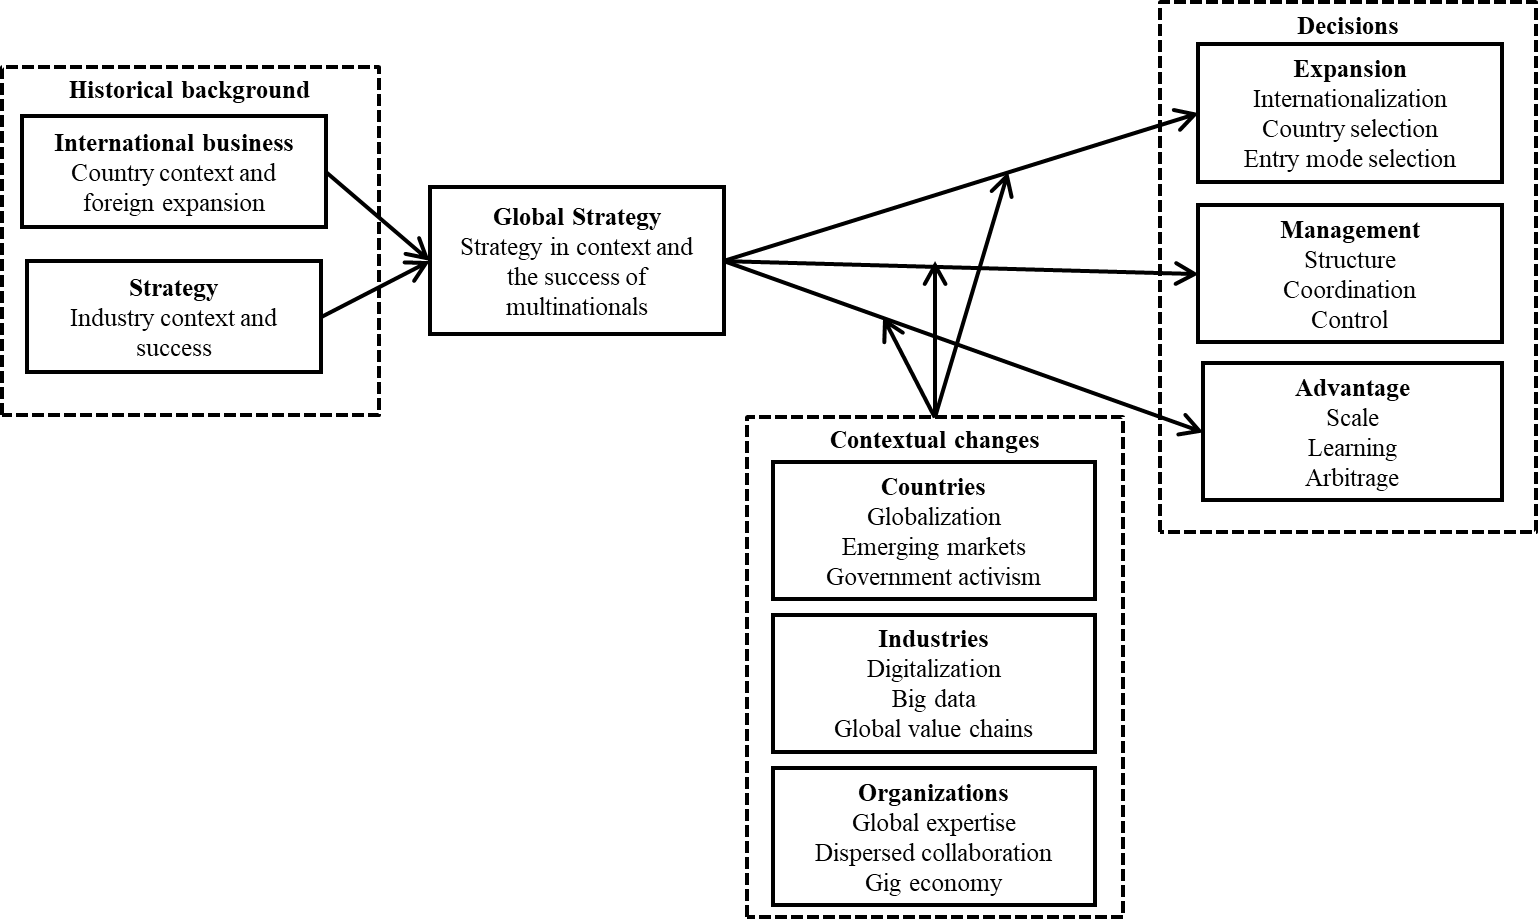 Historical background
International business
Country context and
foreign expansion
Strategy
Industry context and
success
Global Strategy
Strategy in context and
the success of
multinationals
Decisions
Expansion
Internationalization
Country selection
Entry mode selection
Management
Structure
Coordination
Control
Advantage
Scale
Learning
Arbitrage
Contextual changes
Countries
Globalization
Emerging markets
Government activism
Industries
Digitalization
Big data
Global value chains
Organizations
Global expertise
Dispersed collaboration
Gig economy